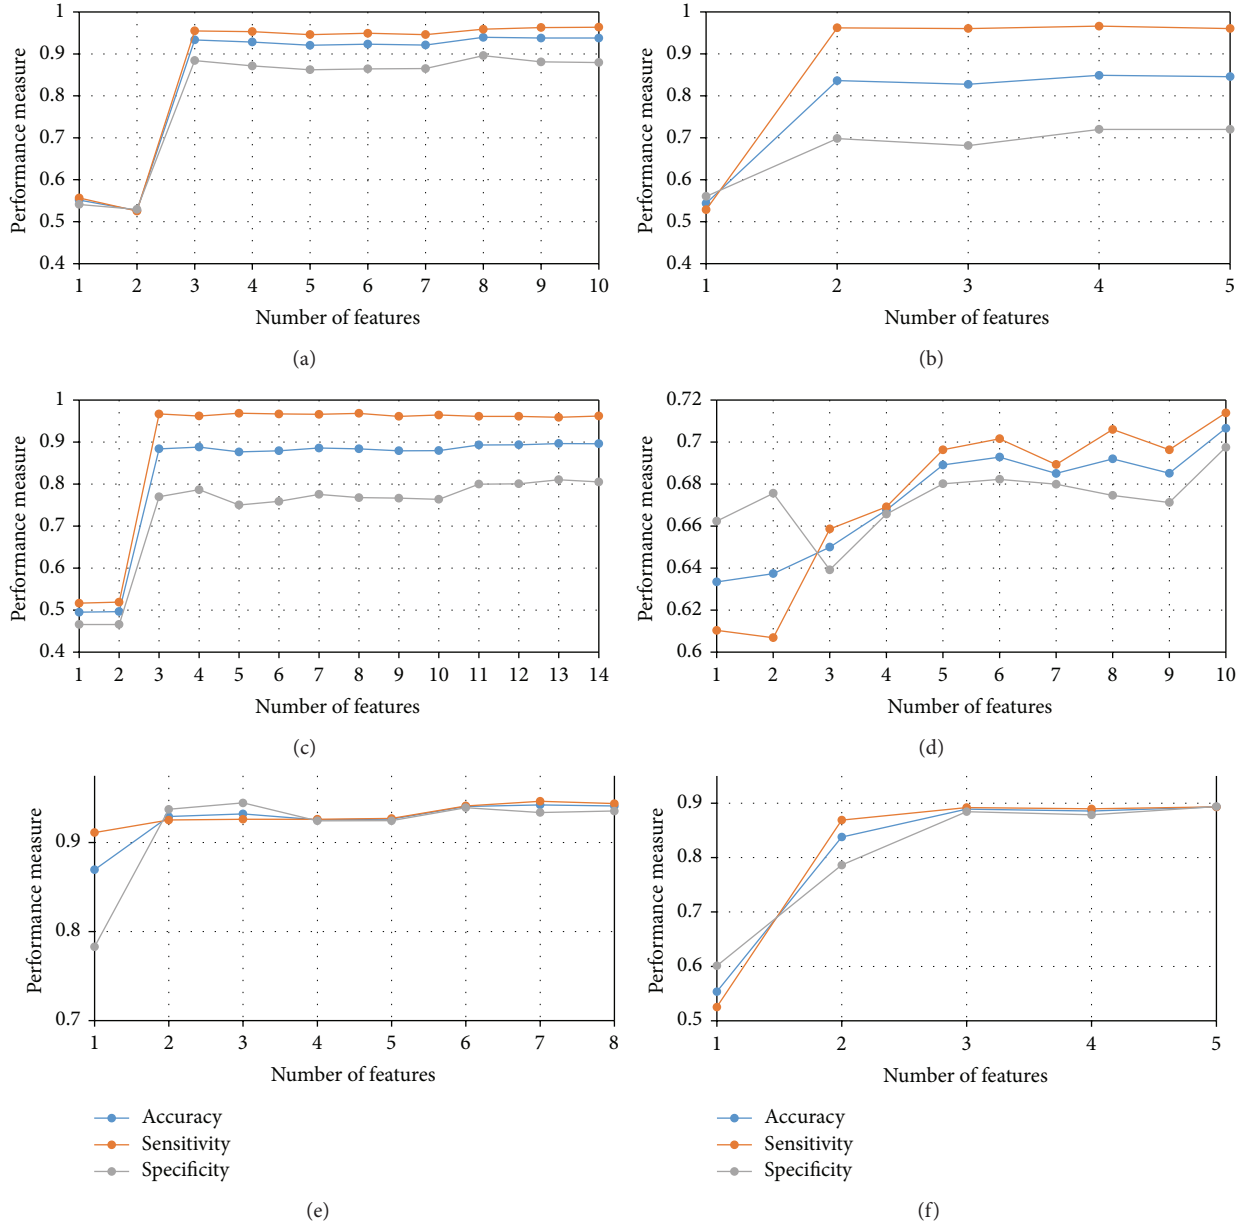 1
0.9
0.8
0.7
0.6
0.5
0.4
Performance measure
1 2 3 4 5 6 7 8 9 10
Number of features
(a)
1
0.9
0.8
0.7
0.6
0.5
0.4
Performance measure
1 2 3 4 5
Number of features
(b)
1
0.9
0.8
0.7
0.6
0.5
0.4
Performance measure
1 2 3 4 5 6 7 8 9 10 11 12 13 14
Number of features
(c)
0.72
0.7
0.68
0.66
0.64
0.62
0.6
Performance measure
1 2 3 4 5 6 7 8 9 10
Number of features
(d)
0.9
0.8
0.7
Performance measure
1 2 3 4 5 6 7 8
Number of features
Accuracy
Sensitivity
Specificity
(e)
0.9
0.8
0.7
0.6
0.5
Performance measure
1 2 3 4 5
Number of features
Accuracy
Sensitivity
Specificity
(f)